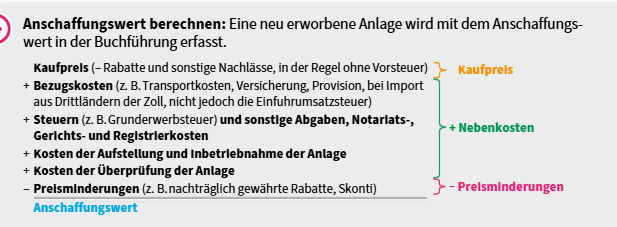 Anschaffungswert berechnen: Eine neu erworbene Anlage wird mit dem Anschaffungs-
wert in der Buchführung erfasst.
Kaufpreis (– Rabatte und sonstige Nachlässe, in der Regel ohne Vorsteuer)
Kaufpreis
+ Bezugskosten (z. B. Transportkosten, Versicherung, Provision, bei Import
aus Drittländern der Zoll, nicht jedoch die Einfuhrumsatzsteuer)
+ Steuern (z. B. Grunderwerbsteuer) und sonstige Abgaben, Notariats-,
Gerichts- und Registrierkosten
+ Nebenkosten
+ Kosten der Aufstellung und Inbetriebnahme der Anlage
+ Kosten der Überprüfung der Anlage
– Preisminderungen (z. B. nachträglich gewährte Rabatte, Skonti)
– Preisminderungen
Anschaffungswert